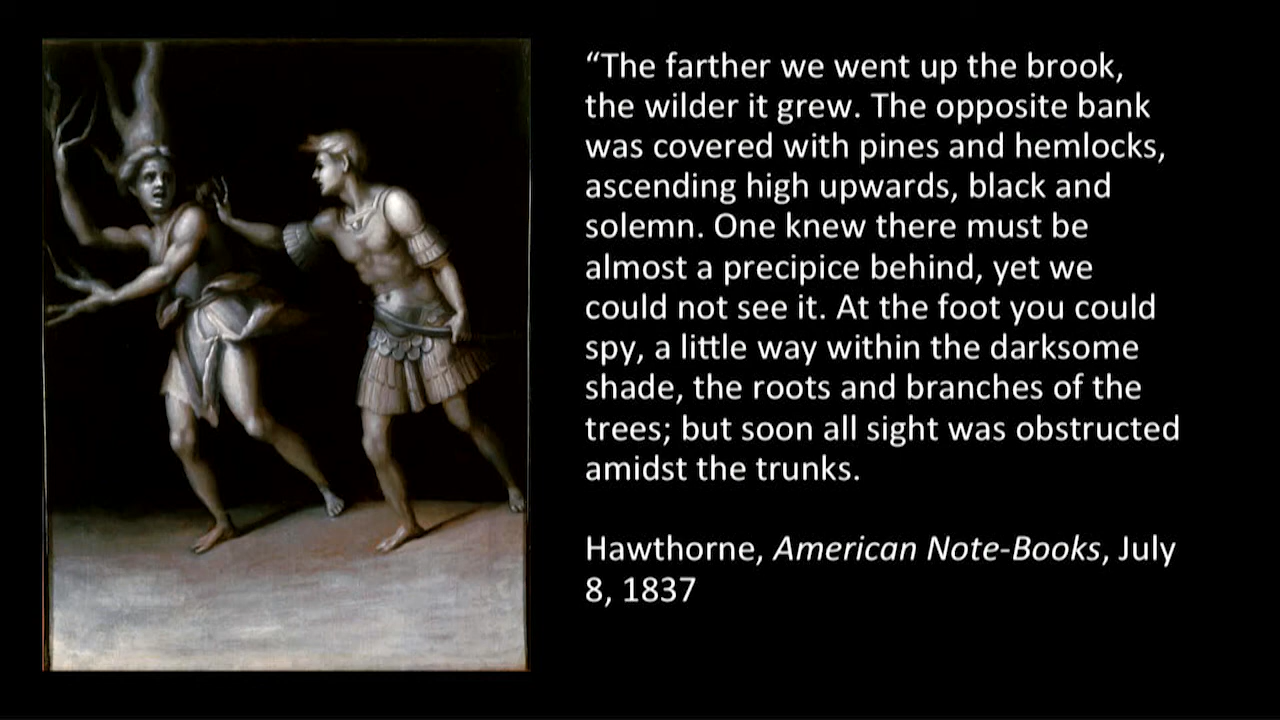 “The farther we went up the brook,
the wilder it grew. The opposite bank
was covered with pines and hemlocks,
ascending high upwards, black and
solemn. One knew there must be
almost a precipice behind, yet we
could not see it. At the foot you could
spy, a little way within the darksome
shade, the roots and branches of the
trees; but soon all sight was obstructed
amidst the trunks.
Hawthorne, American Note-Books, July
8, 1837